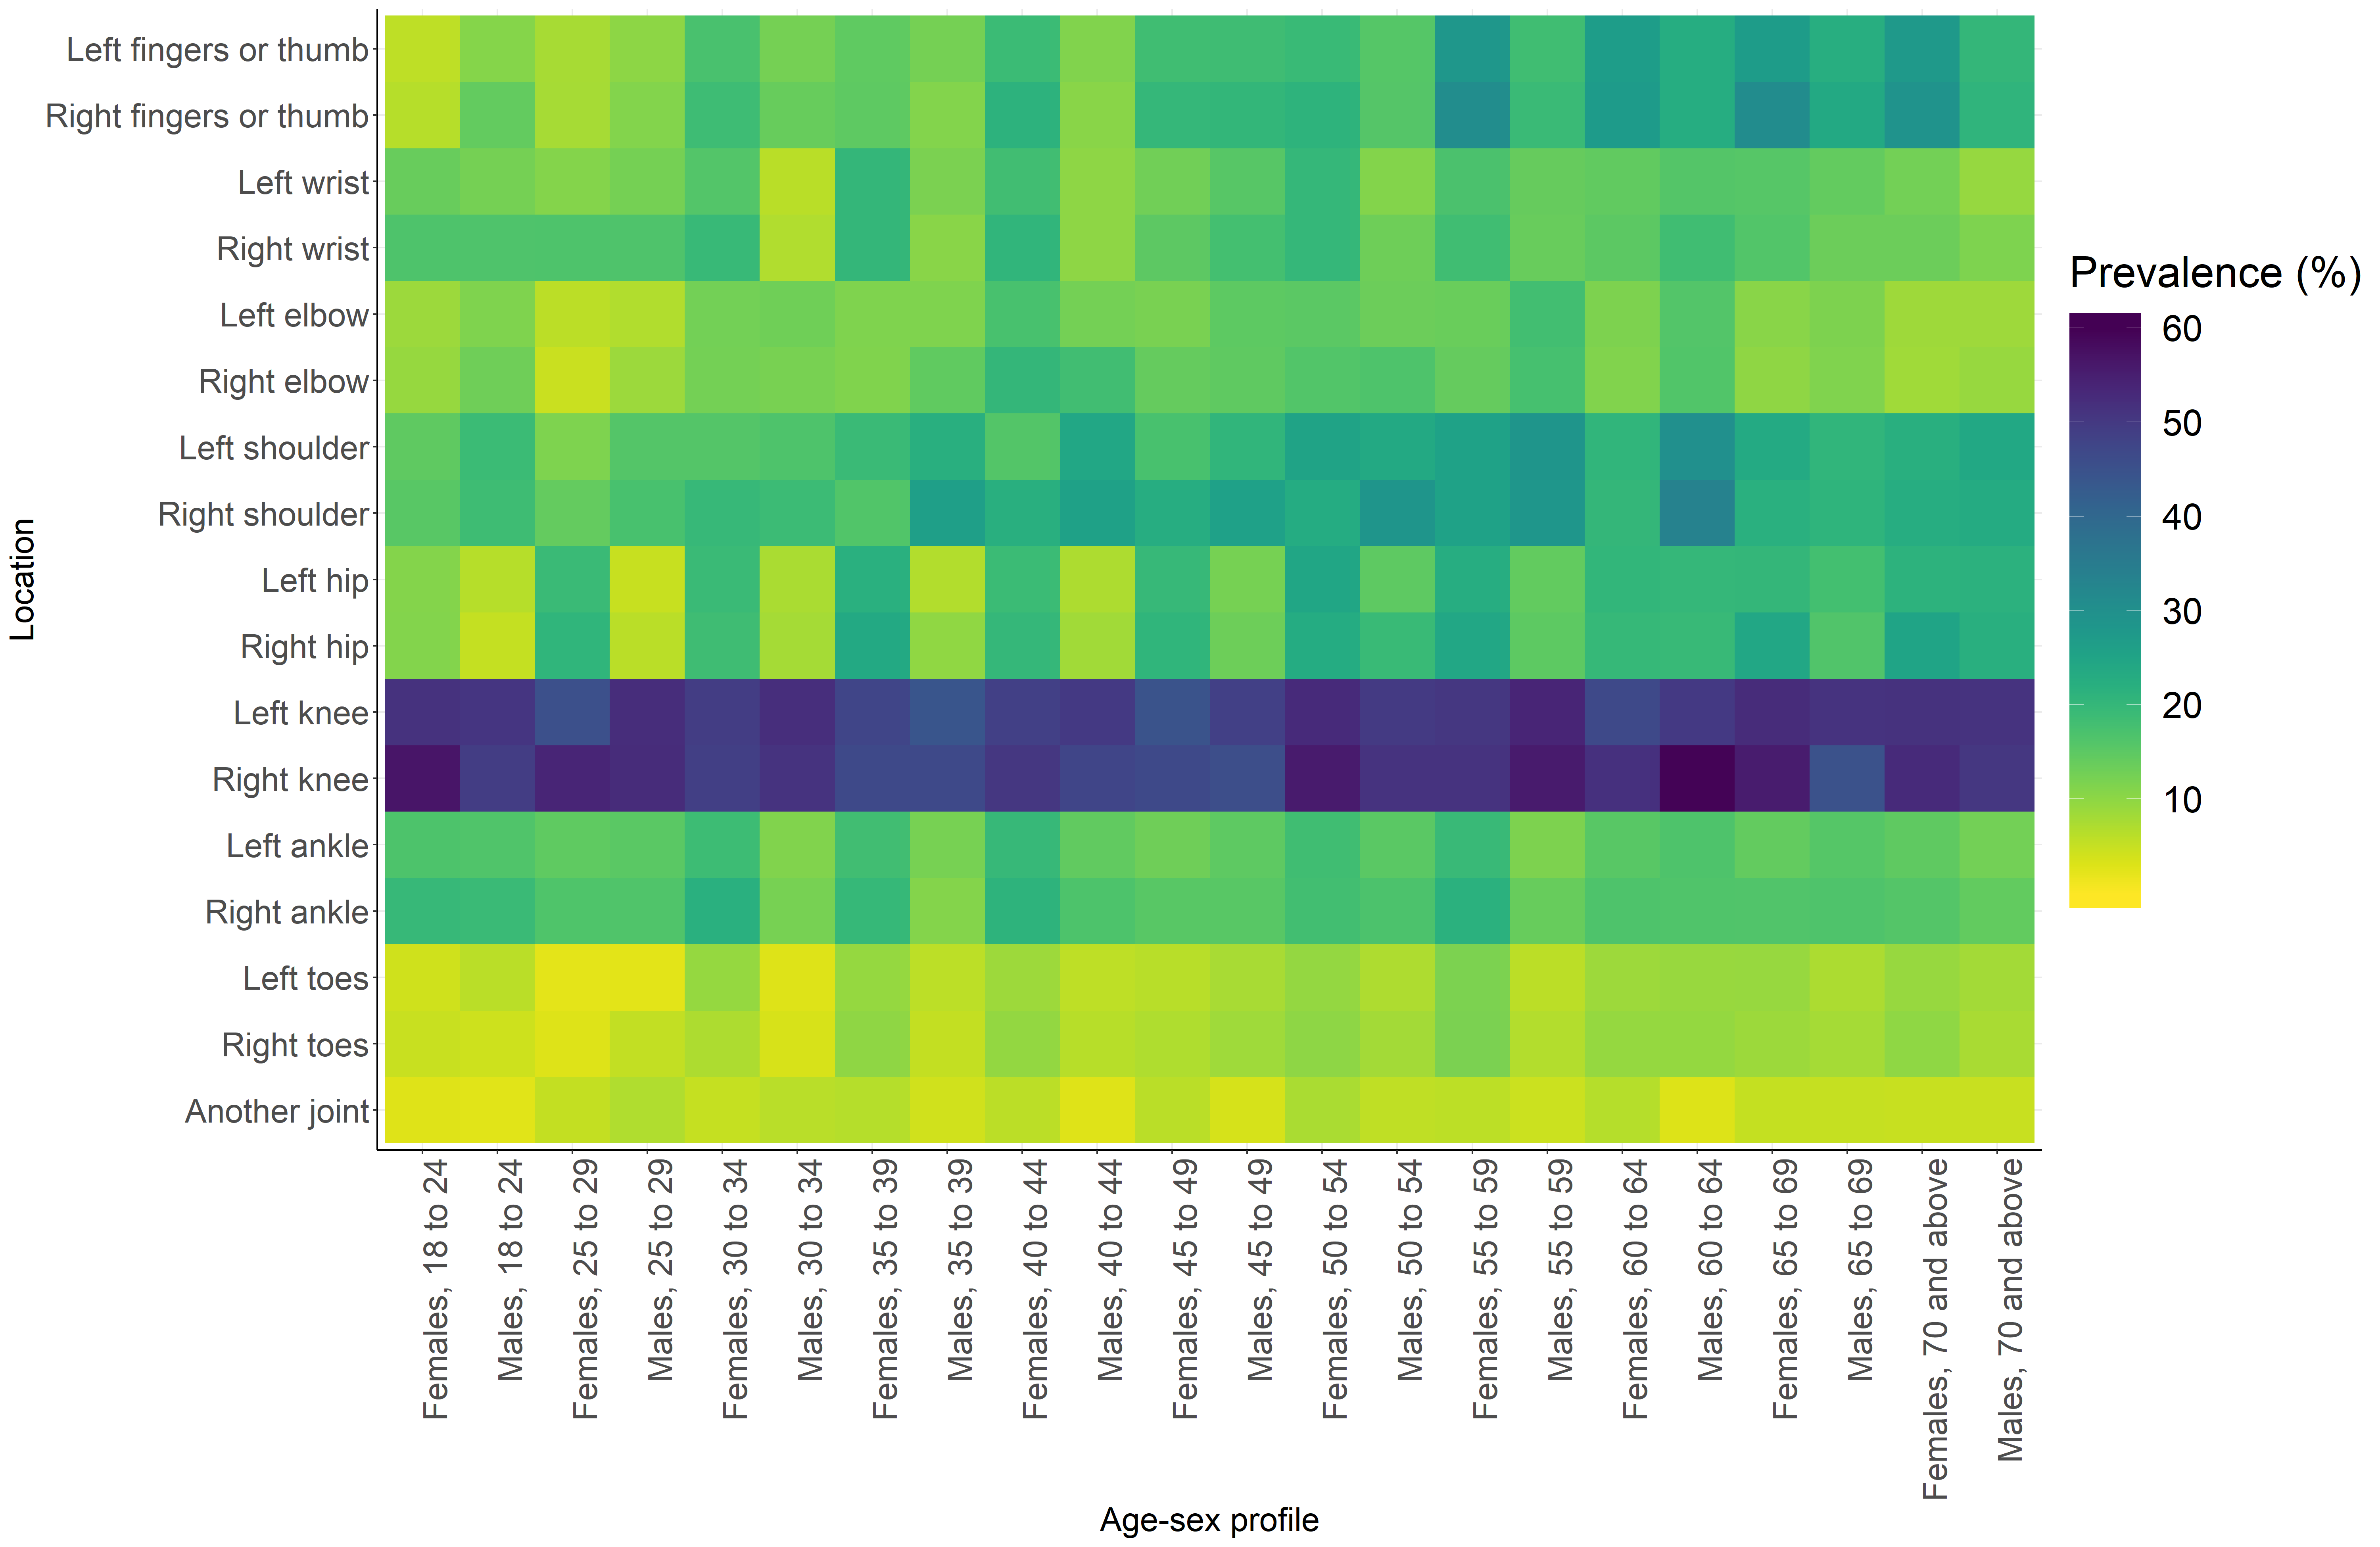 Left fingers or thumb
Right fingers or thumb
Left wrist
Right wrist
Left elbow
Right elbow
Left shoulder
Right shoulder
Left hip
Right hip
Left knee
Right knee
Left ankle
Right ankle
Left toes
Right toes
Another joint
Location
Females, 18 to 24
Males, 18 to 24
Females, 25 to 29
Males, 25 to 29
Females, 30 to 34
Males, 30 to 34
Females, 35 to 39
Males, 35 to 39
Females, 40 to 44
Males, 40 to 44
Females, 45 to 49
Males, 45 to 49
Females, 50 to 54
Males, 50 to 54
Females, 55 to 59
Males, 55 to 59
Females, 60 to 64
Males, 60 to 64
Females, 65 to 69
Males, 65 to 69
Females, 70 and above
Males, 70 and above
Age-sex profile
Prevalence (%)
60
50
40
30
20
10